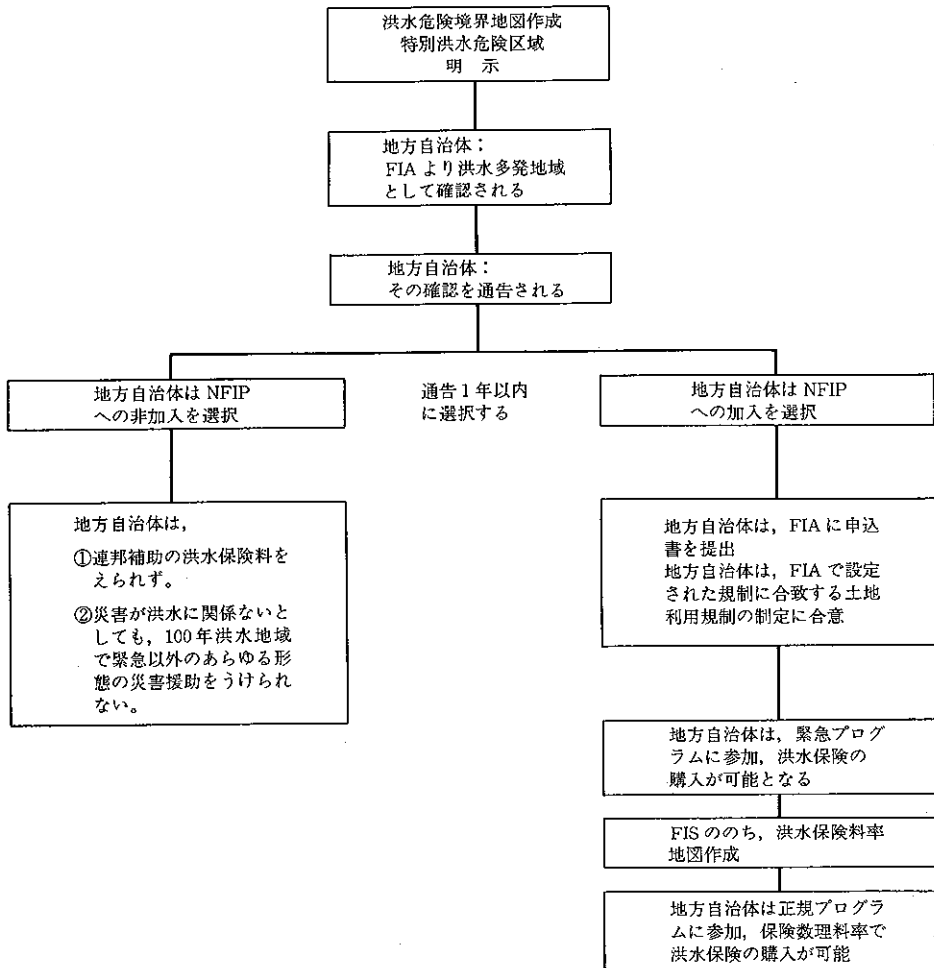 洪水危険境界地図作成
特別洪水危険区域
明　示
地方自治体：
FIA より洪水多発地域
として確認される
地方自治体：
その確認を通告される
地方自治体は NFIP
への非加入を選択
通告１年以内
に選択する
地方自治体は NFIP
への加入を選択
地方自治体は，
①連邦補助の洪水保険料を
えられず。
②災害が洪水に関係ないと
しても，100年洪水地域
で緊急以外のあらゆる形
態の災害援助をうけられ
ない。
地方自治体は，FIA に申込
書を提出
地方自治体は，FIA で設定
された規制に合致する土地
利用規制の制定に合意
地方自治体は，緊急プログ
ラムに参加，洪水保険の
購入が可能となる
FIS ののち，洪水保険料率
地図作成
地方自治体は正規プログラ
ムに参加，保険数理料率で
洪水保険の購入が可能